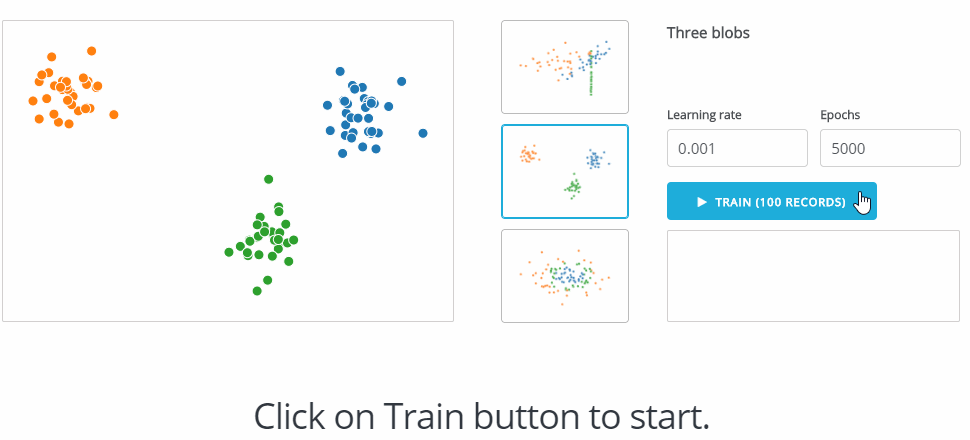 Three blobs
Learning rate
Epochs
0.001
5000
TRAIN (100 RECORDS)
Click on Train button to start.